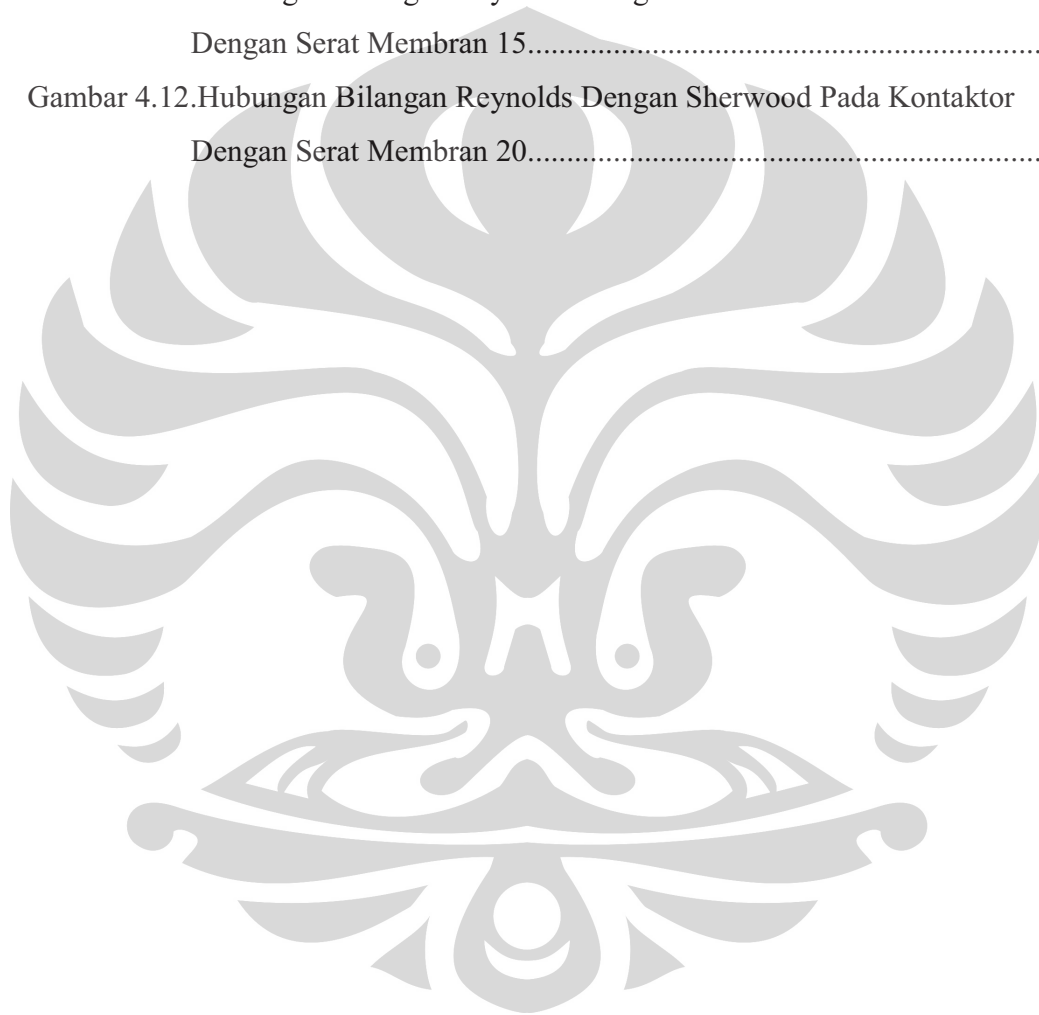 Dengan Serat Membran 15..................................................................
Gambar 4.12.Hubungan Bilangan Reynolds Dengan Sherwood Pada Kontaktor
Dengan Serat Membran 20..................................................................